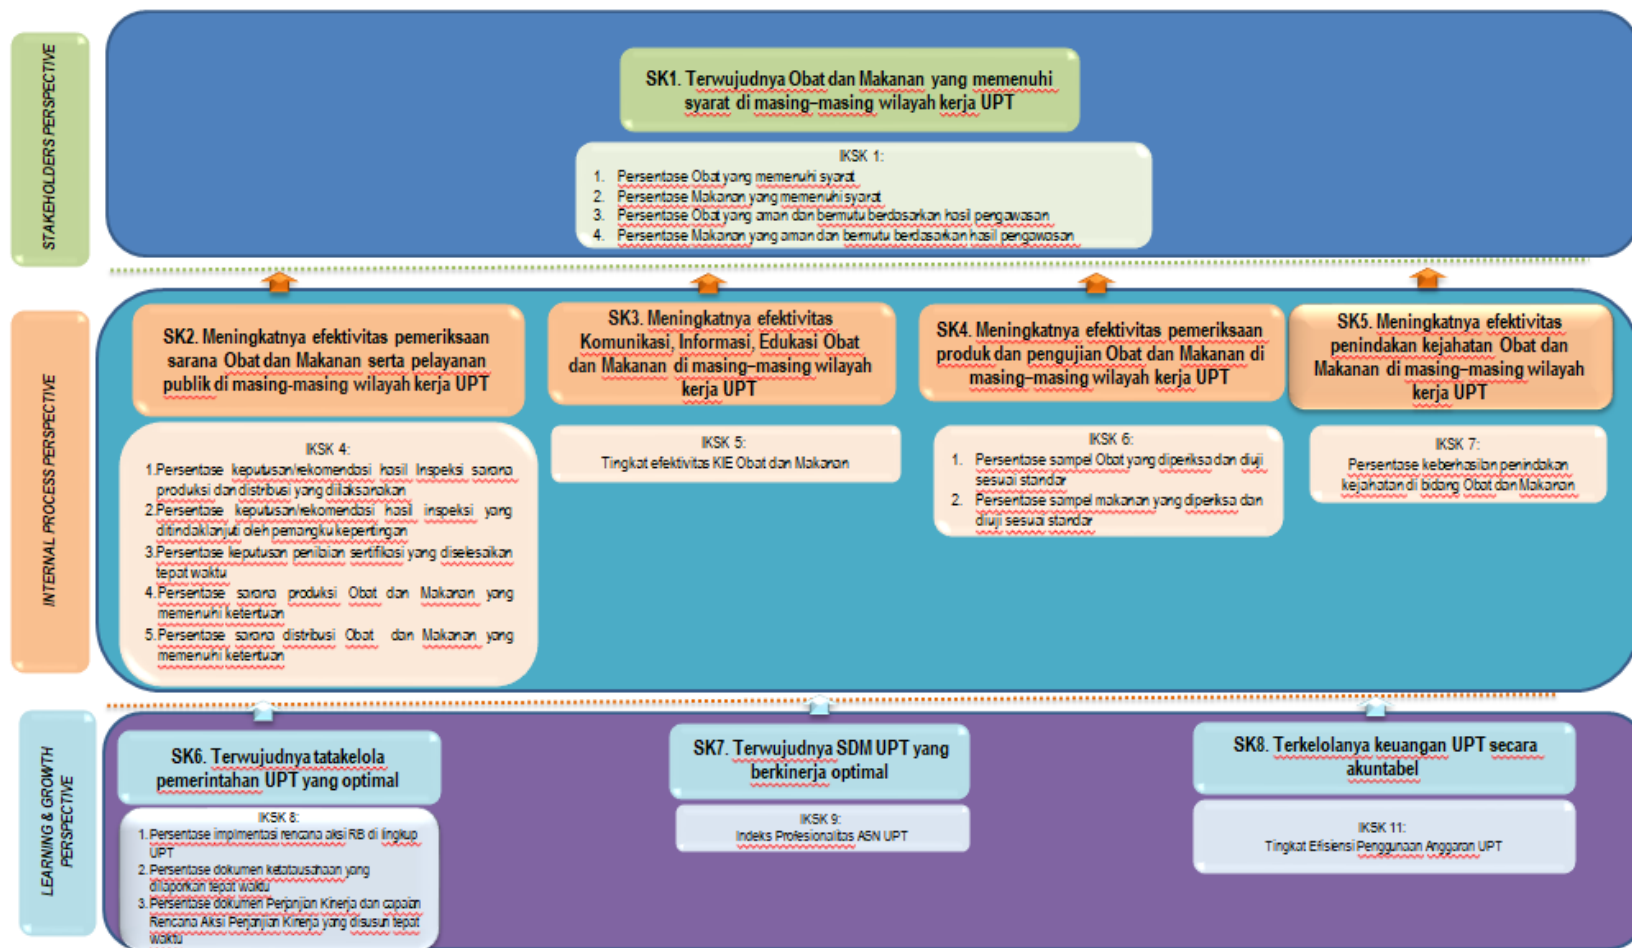 STAKEHOLDERS PERSPECTIVE
SK1. Terwujudnya Obat dan Makanan yang memenuhi
syarat di masing–masing wilayah kerja UPT
IKSK 1:
1. Persentase Obat yang memenuhi syarat
2. Persentase Makanan yang memenuhi syarat
3. Persentase Obat yang aman dan bermutu berdasarkan hasil pengawasan
4. Persentase Makanan yang aman dan bermutu berdasarkan hasil pengawasan
INTERNAL PROCESS PERSPECTIVE
SK2. Meningkatnya efektivitas pemeriksaan
sarana Obat dan Makanan serta pelayanan
publik di masing-masing wilayah kerja UPT
IKSK 4:
1.Persentase keputusan/rekomendasi hasil Inspeksi sarana
produksi dan distribusi yang dilaksanakan
2.Persentase keputusan/rekomendasi hasil inspeksi yang
ditindaklanjuti oleh pemangku kepertingan
3.Persentase keputusan penilaian sertifikasi yang diselesaikan
tepat waktu
4.Persentase sarana produksi Obat dan Makanan yang
memenuhi ketentuan
5.Persentase sarana distribusi Obat dan Makanan yang
memenuhi ketentuan
SK3. Meningkatnya efektivitas
Komunikasi, Informasi, Edukasi Obat
dan Makanan di masing–masing wilayah
kerja UPT
IKSK 5:
Tingkat efektivitas KIE Obat dan Makanan
SK4. Meningkatnya efektivitas pemeriksaan
produk dan pengujian Obat dan Makanan di
masing–masing wilayah kerja UPT
IKSK 6:
1. Persentase sampel Obat yang diperiksa dan diuji
sesuai standar
2. Persentase sampel makanan yang diperiksa dan
diuji sesuai standar
SK5. Meningkatnya efektivitas
penindakan kejahatan Obat dan
Makanan di masing–masing wilayah
kerja UPT
IKSK 7:
Persentase keberhasilan penindakan
kejahatan di bidang Obat dan Makanan
LEARNING & GROWTH
PERSPECTIVE
SK6. Terwujudnya tatakelola
pemerintahan UPT yang optimal
IKSK 8:
1. Persentase implmentasi rencana aksi RB di lingkup
UPT
2. Persentase dokumen ketatausahaan yang
dilaporkan tepat waktu
3. Persentase dokumen Perjanjian Kinerja dan capaian
Rencana Aksi Perjanjian Kinerja yang disusun tepat
waktu
SK7. Terwujudnya SDM UPT yang
berkinerja optimal
IKSK 9:
Indeks Profesionalitas ASN UPT
SK8. Terkelolanya keuangan UPT secara
akuntabel
IKSK 11:
Tingkat Efisiensi Penggunaan Anggaran UPT